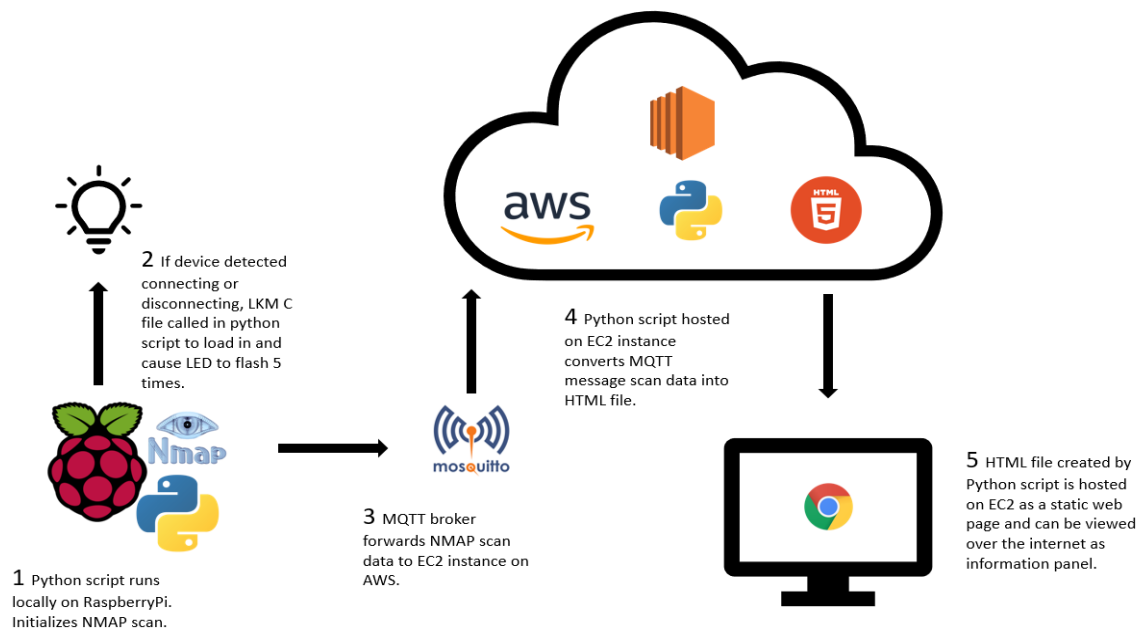 aws
HTML
5
2 If device detected
connecting or
disconnecting, LKM C
file called in python
script to load in and
cause LED to flash 5
times.
4 Python script hosted
on EC2 instance
converts MQTT
message scan data into
HTML file.
Nmap
mosquitto
3 MQTT broker
forwards NMAP scan
data to EC2 instance on
AWS.
5 HTML file created by
Python script is hosted
on EC2 as a static web
page and can be viewed
over the internet as
information panel.
1 Python script runs
locally on RaspberryPi.
Initializes NMAP scan.